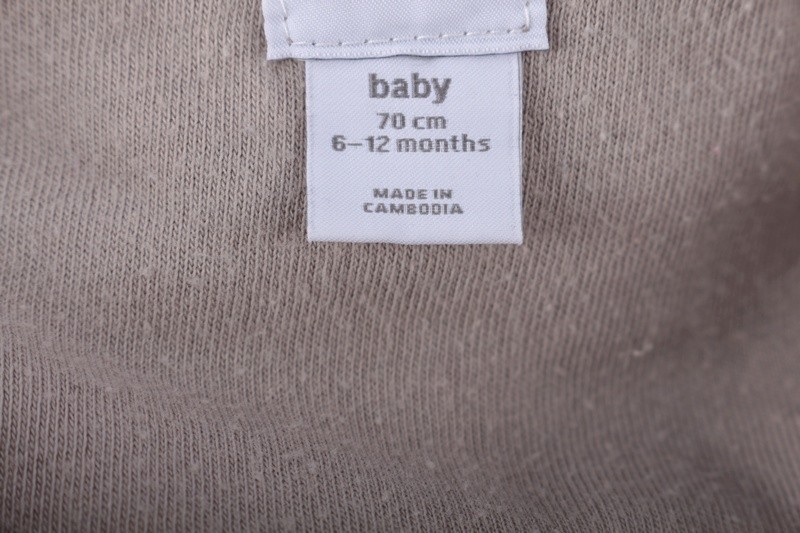 baby
70 cm
6–12 months
MADE IN
CAMBODIA